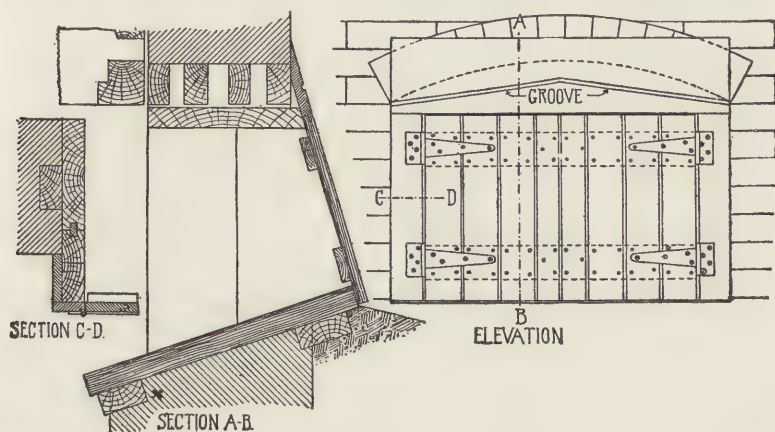 SECTION C-D.
SECTION A-B.
A
GROOVE
C
D
B
ELEVATION